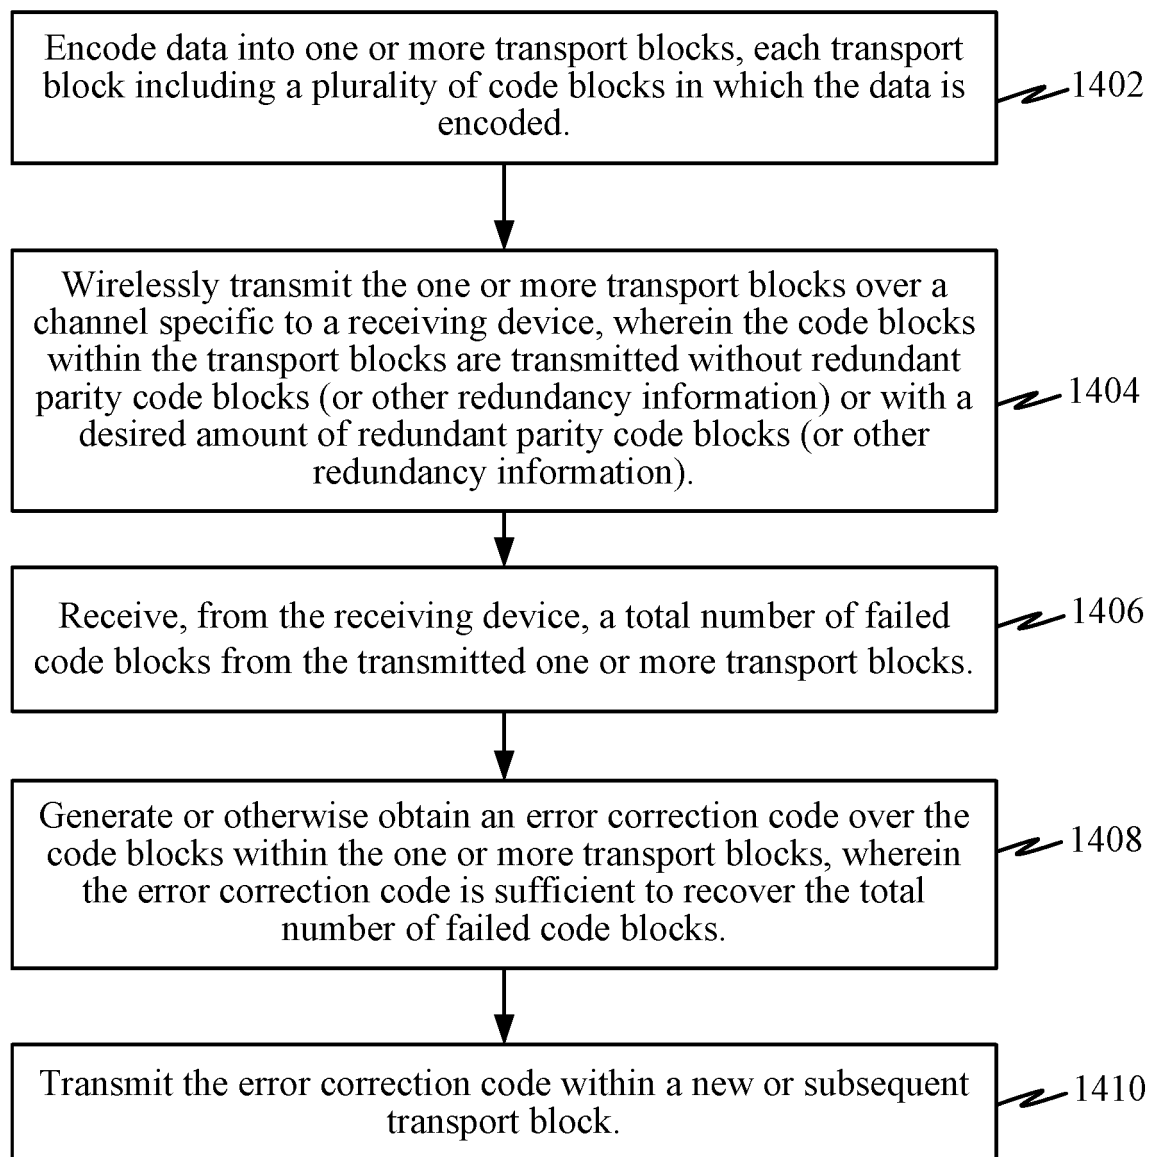 Encode data into one or more transport blocks, each transport
block including a plurality of code blocks in which the data is
encoded.
1402
Wirelessly transmit the one or more transport blocks over a
channel specific to a receiving device, wherein the code blocks
within the transport blocks are transmitted without redundant
parity code blocks (or other redundancy information) or with a
desired amount of redundant parity code blocks (or other
redundancy information).
1404
Receive, from the receiving device, a total number of failed
code blocks from the transmitted one or more transport blocks.
1406
Generate or otherwise obtain an error correction code over the
code blocks within the one or more transport blocks, wherein
the error correction code is sufficient to recover the total
number of failed code blocks.
1408
Transmit the error correction code within a new or subsequent
transport block.
1410